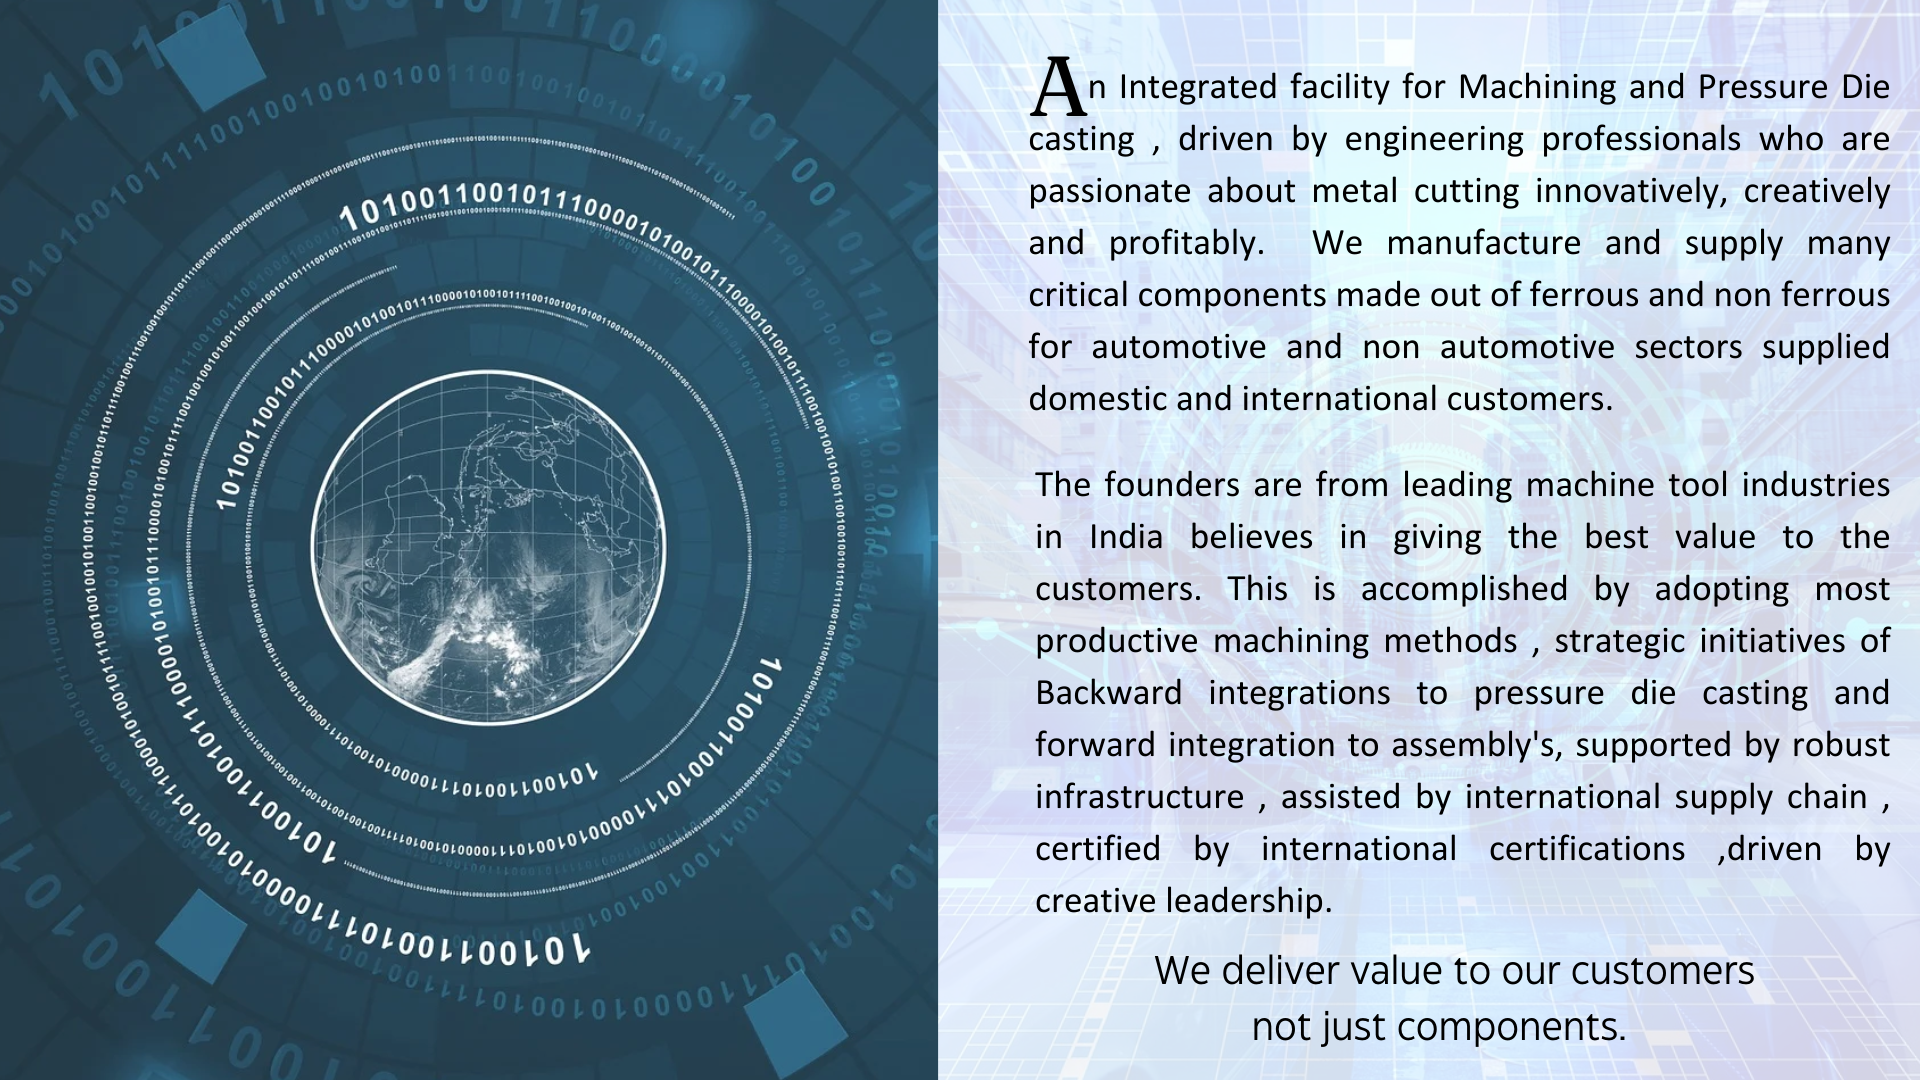 An Integrated facility for Machining and Pressure Die
casting , driven by engineering professionals who are
passionate about metal cutting innovatively, creatively
and profitably. We manufacture and supply many
critical components made out of ferrous and non ferrous
for automotive and non automotive sectors supplied
domestic and international customers.
The founders are from leading machine tool industries
in India believes in giving the best value to the
customers. This is accomplished by adopting most
productive machining methods , strategic initiatives of
Backward integrations to pressure die casting and
forward integration to assembly's, supported by robust
infrastructure , assisted by international supply chain ,
certified by international certifications ,driven by
creative leadership.
We deliver value to our customers
not just components.